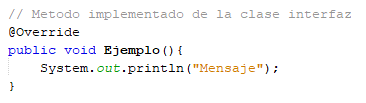 // Metodo implementado de la clase interfaz
@Override
public void Ejemplo(){
    System.out.println("Mensaje");
}